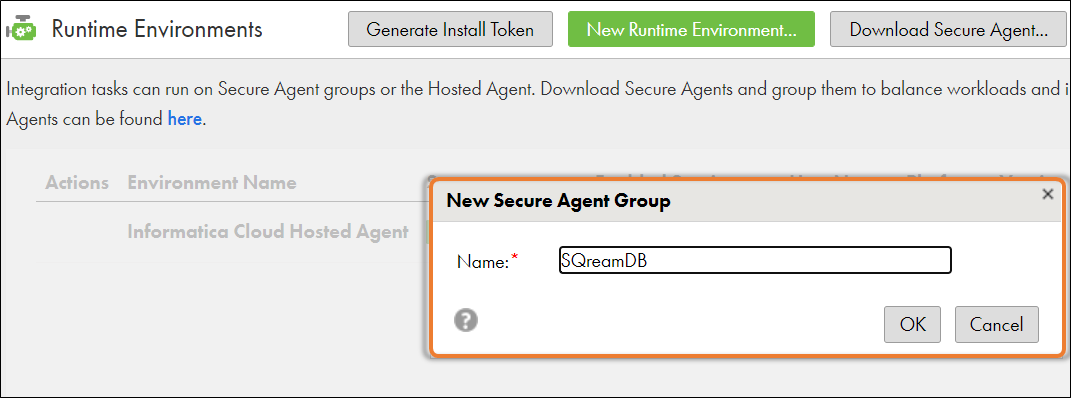 Runtime Environments
Generate Install Token
New Runtime Environment...
Download Secure Agent...
Integration tasks can run on Secure Agent groups or the Hosted Agent. Download Secure Agents and group them to balance workloads and i
Agents can be found here.
Actions Environment Name
New Secure Agent Group
Informatica Cloud Hosted Agent
Name:*
SQreamDB
OK
Cancel